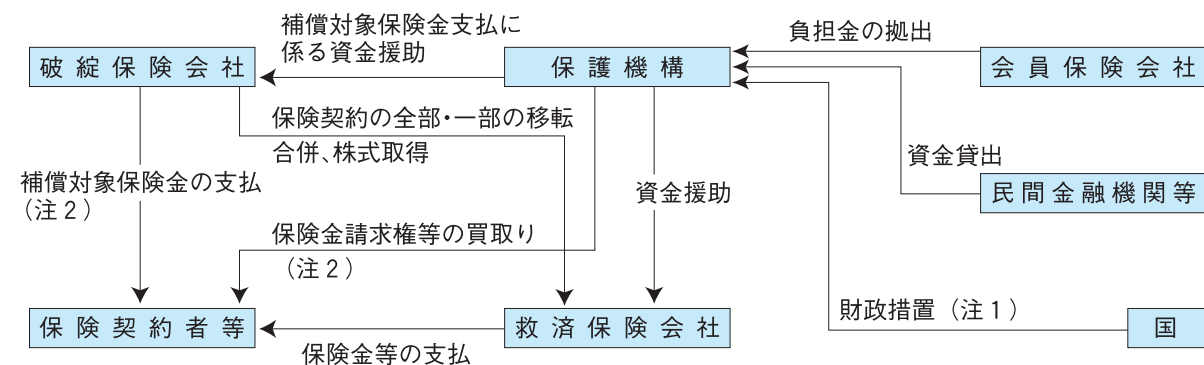 補償対象保険金支払に
係る資金援助
負担金の拠出
破綻保険会社
保護機構
会員保険会社
保険契約の全部・一部の移転
合併、株式取得
資金貸出
補償対象保険金の支払
（注2）
資金援助
民間金融機関等
保険金請求権等の買取り
（注2）
財政措置（注1）
保険契約者等
救済保険会社
国
保険金等の支払